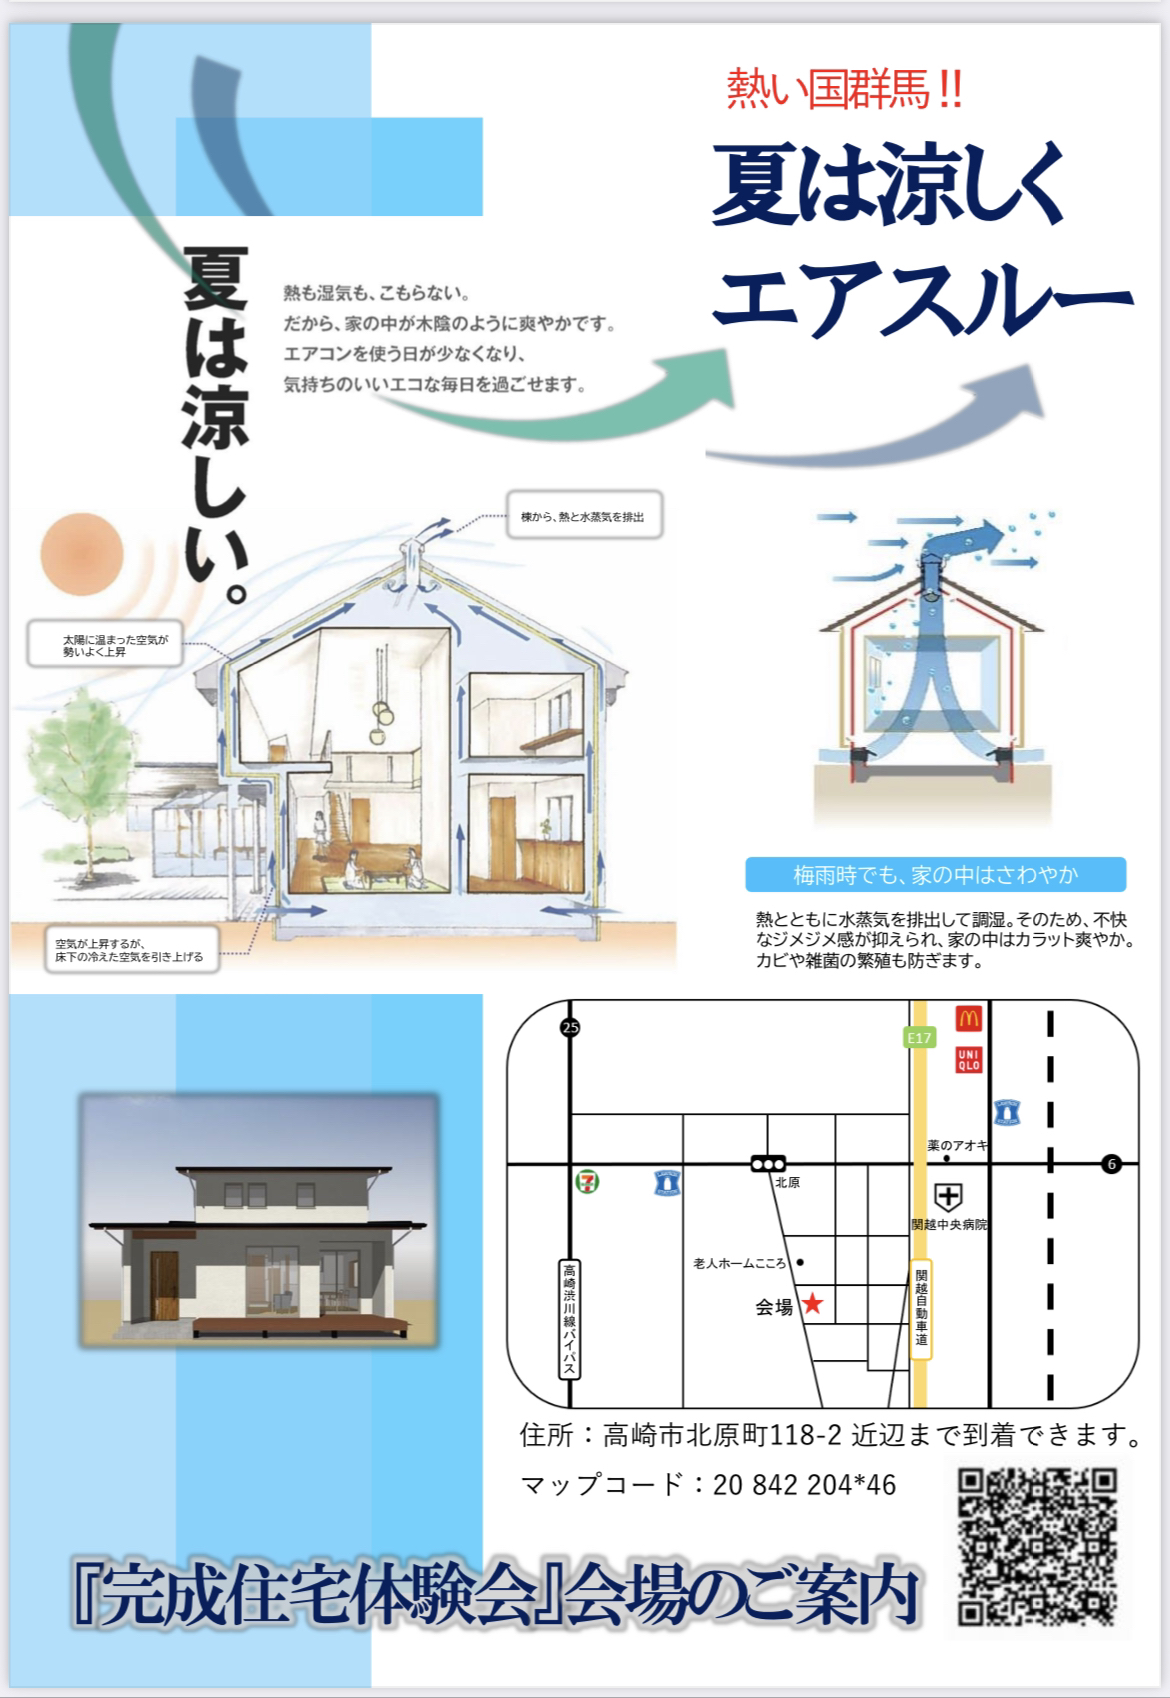 熱い国群馬!!
夏は涼しく
エアスルー
夏は涼しい。
熱も湿気も、こもらない。
だから、家の中が木陰のように爽やかです。
エアコンを使う日が少なくなり、
気持ちのいいエコな毎日を過ごせます。
棟から、熱と水蒸気を排出
太陽に温まった空気が
勢いよく上昇
空気が上昇するが、
床下の冷えた空気を引き上げる
梅雨時でも、家の中はさわやか
熱とともに水蒸気を排出して調湿。そのため、不快
なジメジメ感が抑えられ、家の中はカラット爽やか。
カビや雑菌の繁殖も防ぎます。
25
E17
UNI
QLO
薬のアオキ
6
北原
関越中央病院
老人ホームこころ
会場
高崎渋川線バイパス
関越自動車道
住所：高崎市北原町118-2 近辺まで到着できます。
マップコード：20 842 204*46
『完成住宅体験会』会場のご案内